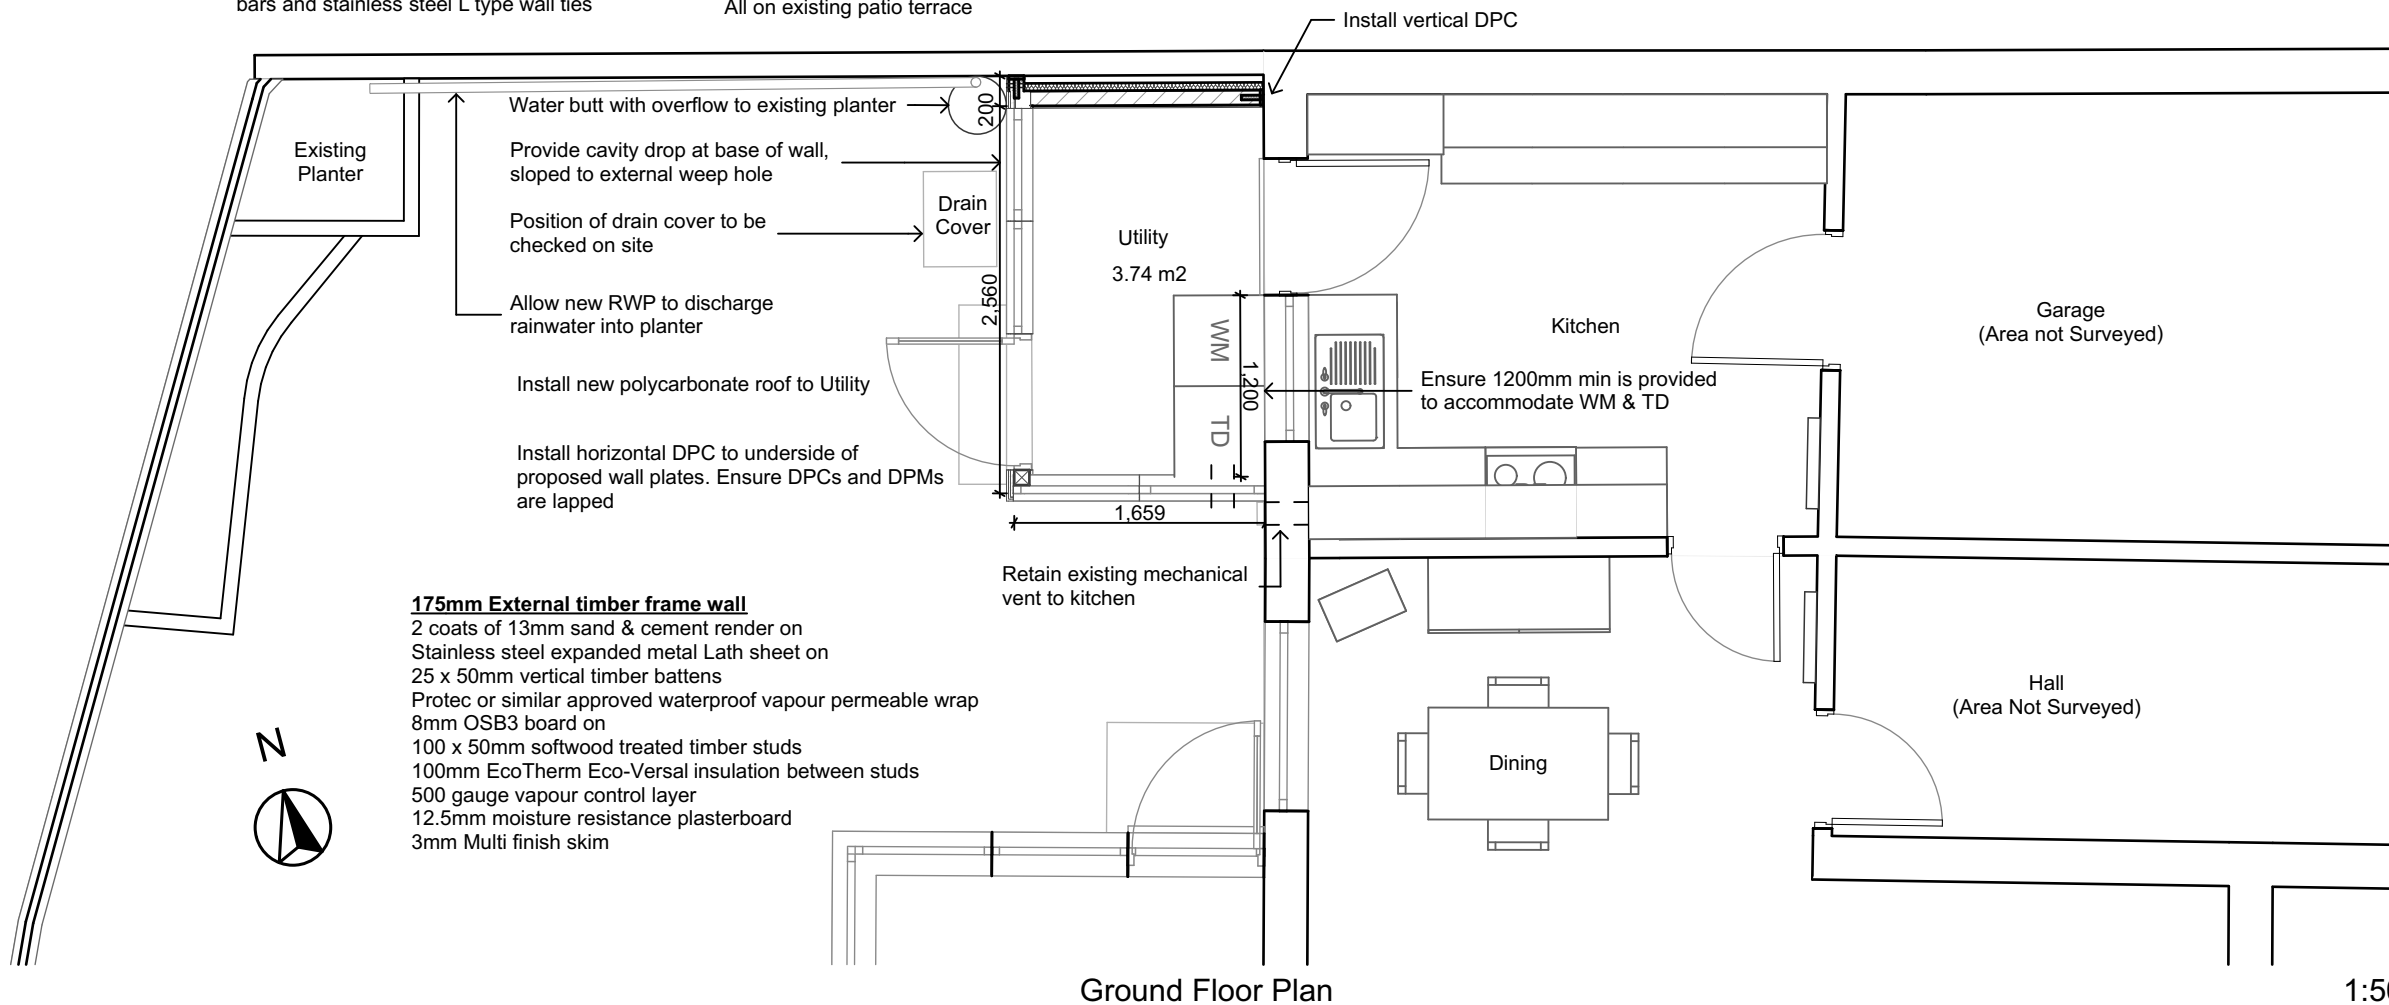 bars and stainless steel L type wall ties
All on existing patio terrace
Install vertical DPC
Water butt with overflow to existing planter
200
Existing
Planter
Provide cavity drop at base of wall,
sloped to external weep hole
Drain
Cover
Position of drain cover to be
checked on site
Utility
3.74 m2
2,560
Allow new RWP to discharge
rainwater into planter
WM
Kitchen
Garage
(Area not Surveyed)
Install new polycarbonate roof to Utility
1,200
Ensure 1200mm min is provided
to accommodate WM & TD
TD
Install horizontal DPC to underside of
proposed wall plates. Ensure DPCs and DPMs
are lapped
1,659
Retain existing mechanical
vent to kitchen
175mm External timber frame wall
2 coats of 13mm sand & cement render on
Stainless steel expanded metal Lath sheet on
25 x 50mm vertical timber battens
Protec or similar approved waterproof vapour permeable wrap
8mm OSB3 board on
100 x 50mm softwood treated timber studs
100mm EcoTherm Eco-Versal insulation between studs
500 gauge vapour control layer
12.5mm moisture resistance plasterboard
3mm Multi finish skim
N
Hall
(Area Not Surveyed)
Dining
Ground Floor Plan
1:5